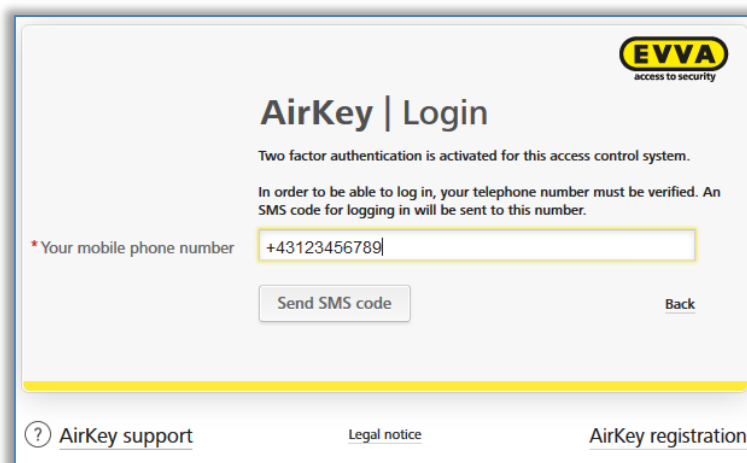 EVVA
access to security
AirKey | Login
Two factor authentication is activated for this access control system.
In order to be able to log in, your telephone number must be verified. An
SMS code for logging in will be sent to this number.
* Your mobile phone number +43123456789
Send SMS code Back
? AirKey support Legal notice AirKey registration